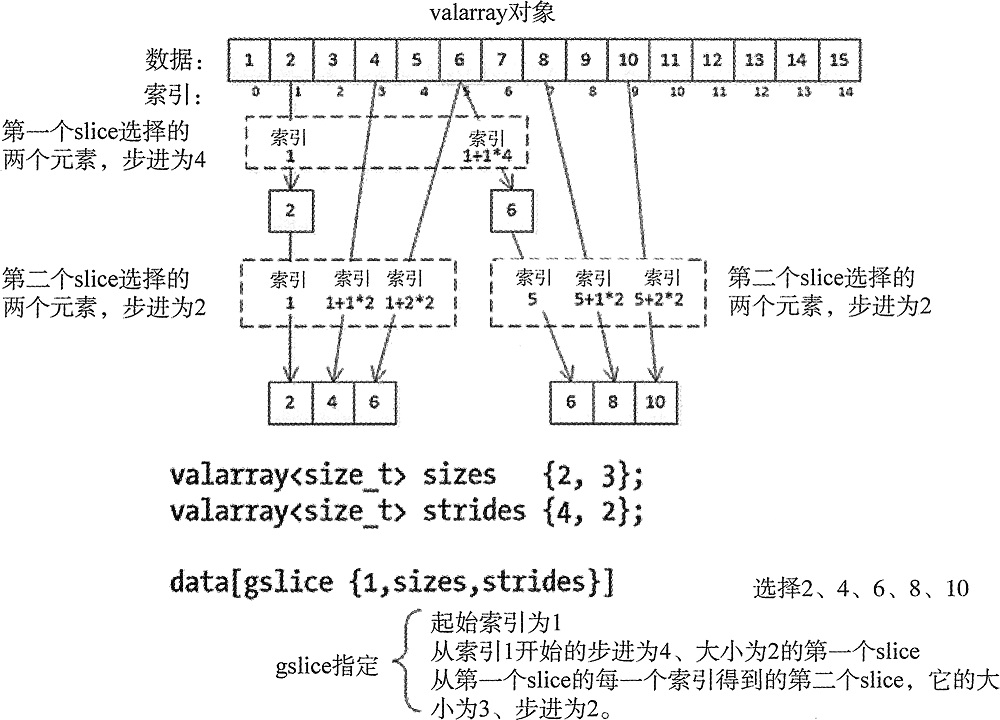 valarray对象
数据： 1 2 3 4 5 6 7 8 9 10 11 12 13 14 15
索引： 0 1 2 3 4 5 6 7 8 9 10 11 12 13 14
第一个slice选择的
两个元素，步进为4
索引 索引
1 1+1*4
2 6
第二个slice选择的
两个元素，步进为2
索引 索引 索引
1 1+1*2 1+2*2
索引 索引 索引
5 5+1*2 5+2*2
第二个slice选择的
两个元素，步进为2
2 4 6
6 8 10
valarray<size_t> sizes {2, 3};
valarray<size_t> strides {4, 2};
data[gslice {1,sizes,strides}]
选择2、4、6、8、10
gslice指定
起始索引为1
从索引1开始的步进为4、大小为2的第一个slice
从第一个slice的每一个索引得到的第二个slice，它的大
小为3、步进为2。